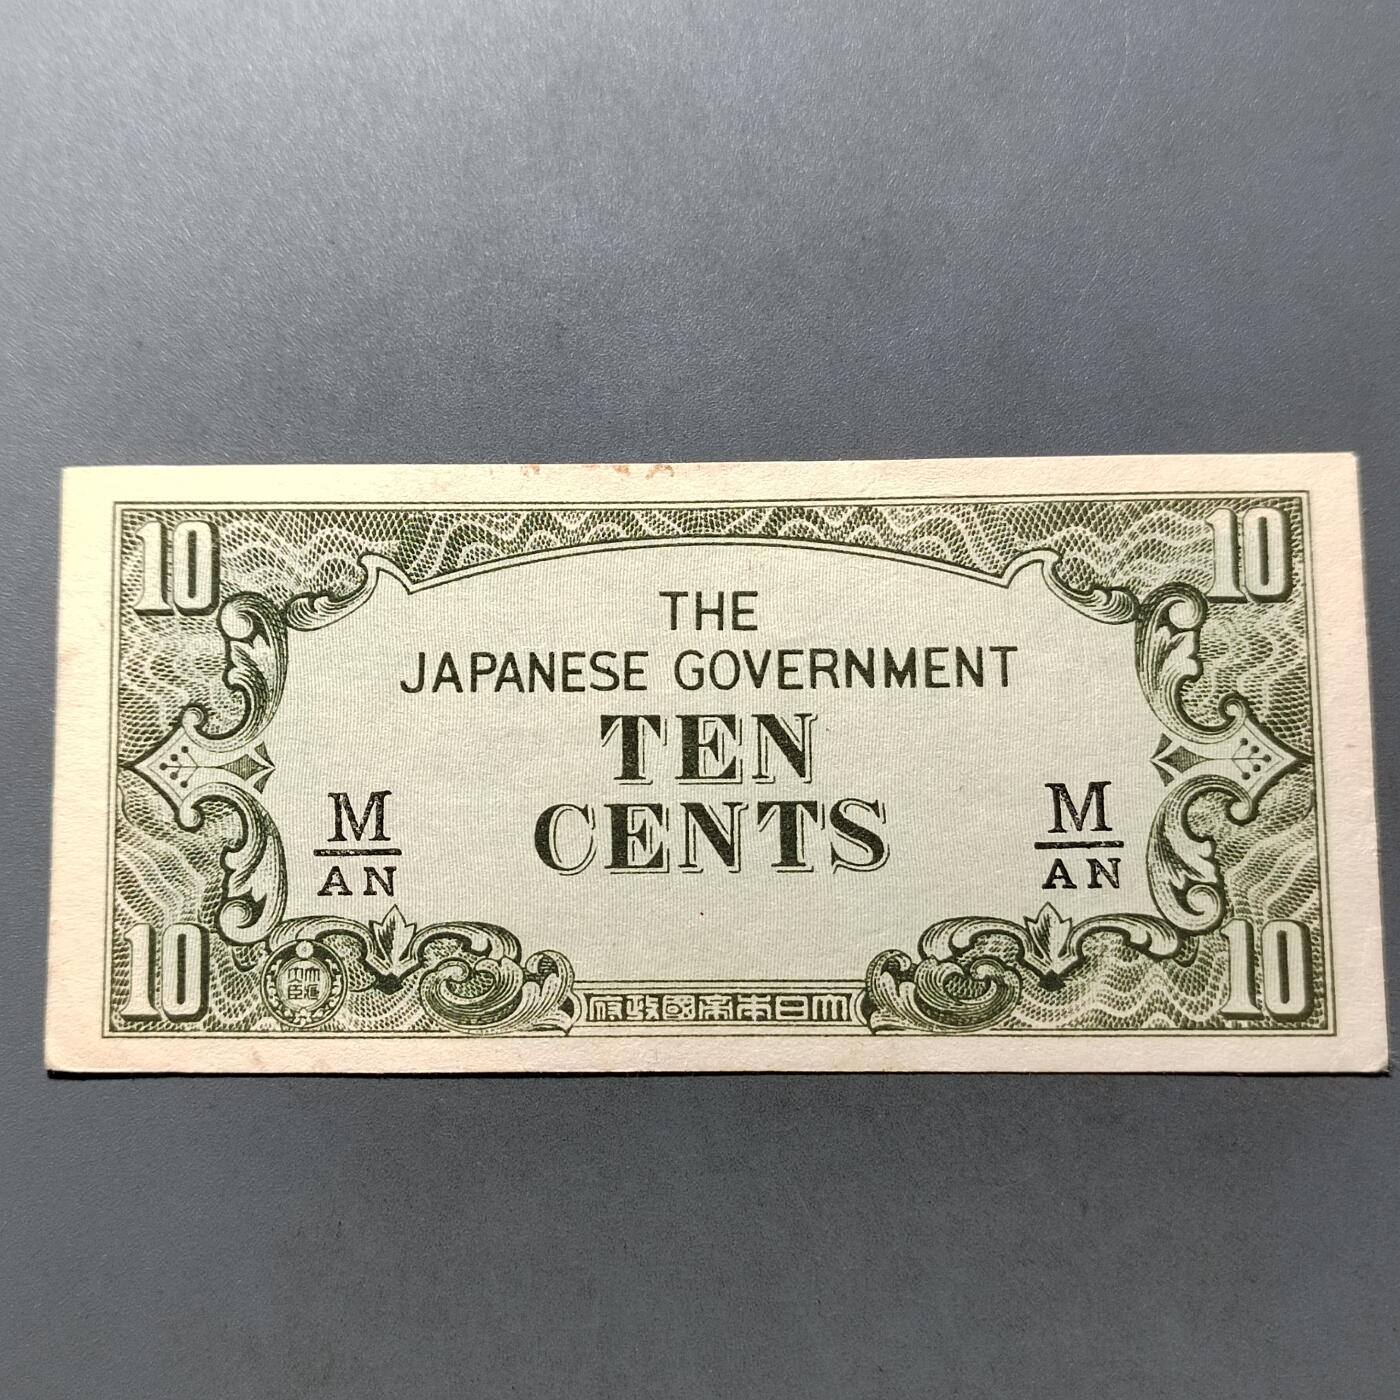 10 10
THE
JAPANESE GOVERNMENT
TEN
CENTS
M M
AN AN
10 10
府政國帝本日大